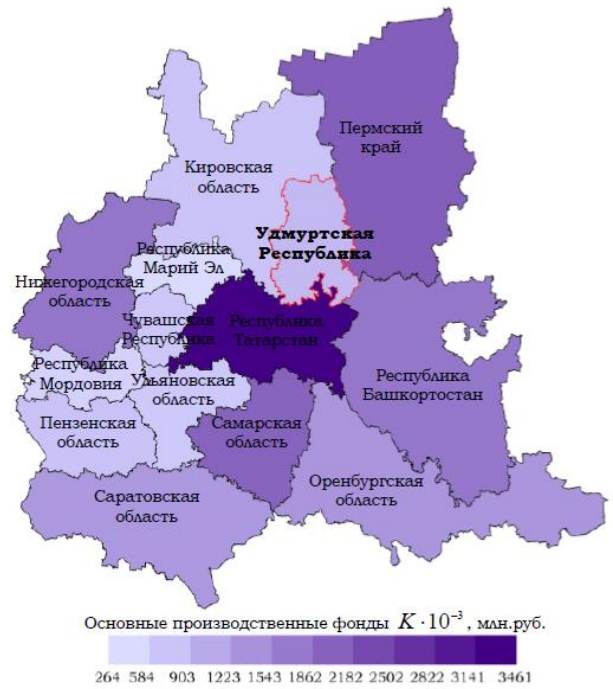 Пермский
край
Кировская
область
Удмуртская
Республика
Республика
Марий Эл
Нижегородская
область
Чувашская
Республика
Республика
Татарстан
Республика
Мордовия
Ульяновская
область
Республика
Башкортостан
Пензенская
область
Самарская
область
Оренбургская
область
Саратовская
область
Основные производственные фонды K·10⁻³, млн.руб.
264 584 903 1223 1543 1862 2182 2502 2822 3141 3461